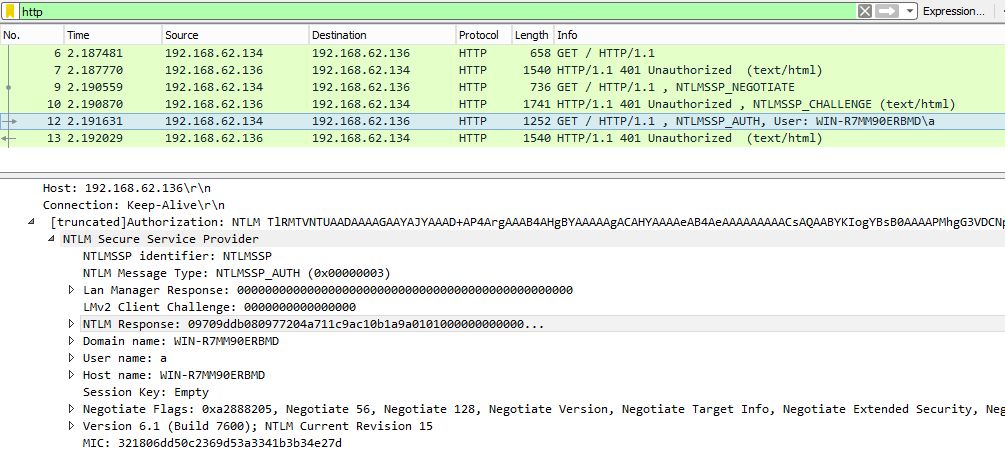 http Expression...
No. Time Source Destination Protocol Length Info
6 2.187481 192.168.62.134 192.168.62.136 HTTP 658 GET / HTTP/1.1
7 2.187770 192.168.62.136 192.168.62.134 HTTP 1540 HTTP/1.1 401 Unauthorized (text/html)
9 2.190559 192.168.62.134 192.168.62.136 HTTP 736 GET / HTTP/1.1 , NTLMSSP_NEGOTIATE
10 2.190870 192.168.62.136 192.168.62.134 HTTP 1741 HTTP/1.1 401 Unauthorized , NTLMSSP_CHALLENGE (text/html)
12 2.191631 192.168.62.134 192.168.62.136 HTTP 1252 GET / HTTP/1.1 , NTLMSSP_AUTH, User: WIN-R7MM90ERBMD\a
13 2.192029 192.168.62.136 192.168.62.134 HTTP 1540 HTTP/1.1 401 Unauthorized (text/html)
Host: 192.168.62.136\r\n
Connection: Keep-Alive\r\n
[truncated]Authorization: NTLM TlRMTVNTUAADAAAAGAAYAJYAAAD+AP4ArgAAAB4AHgBYAAAAAgACAHYAAAAeAB4AeAAAAAAAAACsAQAABYKIogYBsB0AAAAPMhgG3VDCNp
NTLM Secure Service Provider
NTLMSSP identifier: NTLMSSP
NTLM Message Type: NTLMSSP_AUTH (0x00000003)
Lan Manager Response: 000000000000000000000000000000000000000000000000
LMv2 Client Challenge: 0000000000000000
NTLM Response: 09709ddb080977204a711c9ac10b1a9a0101000000000000...
Domain name: WIN-R7MM90ERBMD
User name: a
Host name: WIN-R7MM90ERBMD
Session Key: Empty
Negotiate Flags: 0xa2888205, Negotiate 56, Negotiate 128, Negotiate Version, Negotiate Target Info, Negotiate Extended Security, Neg
Version 6.1 (Build 7600); NTLM Current Revision 15
MIC: 321806dd50c2369d53a3341b3b34e27d